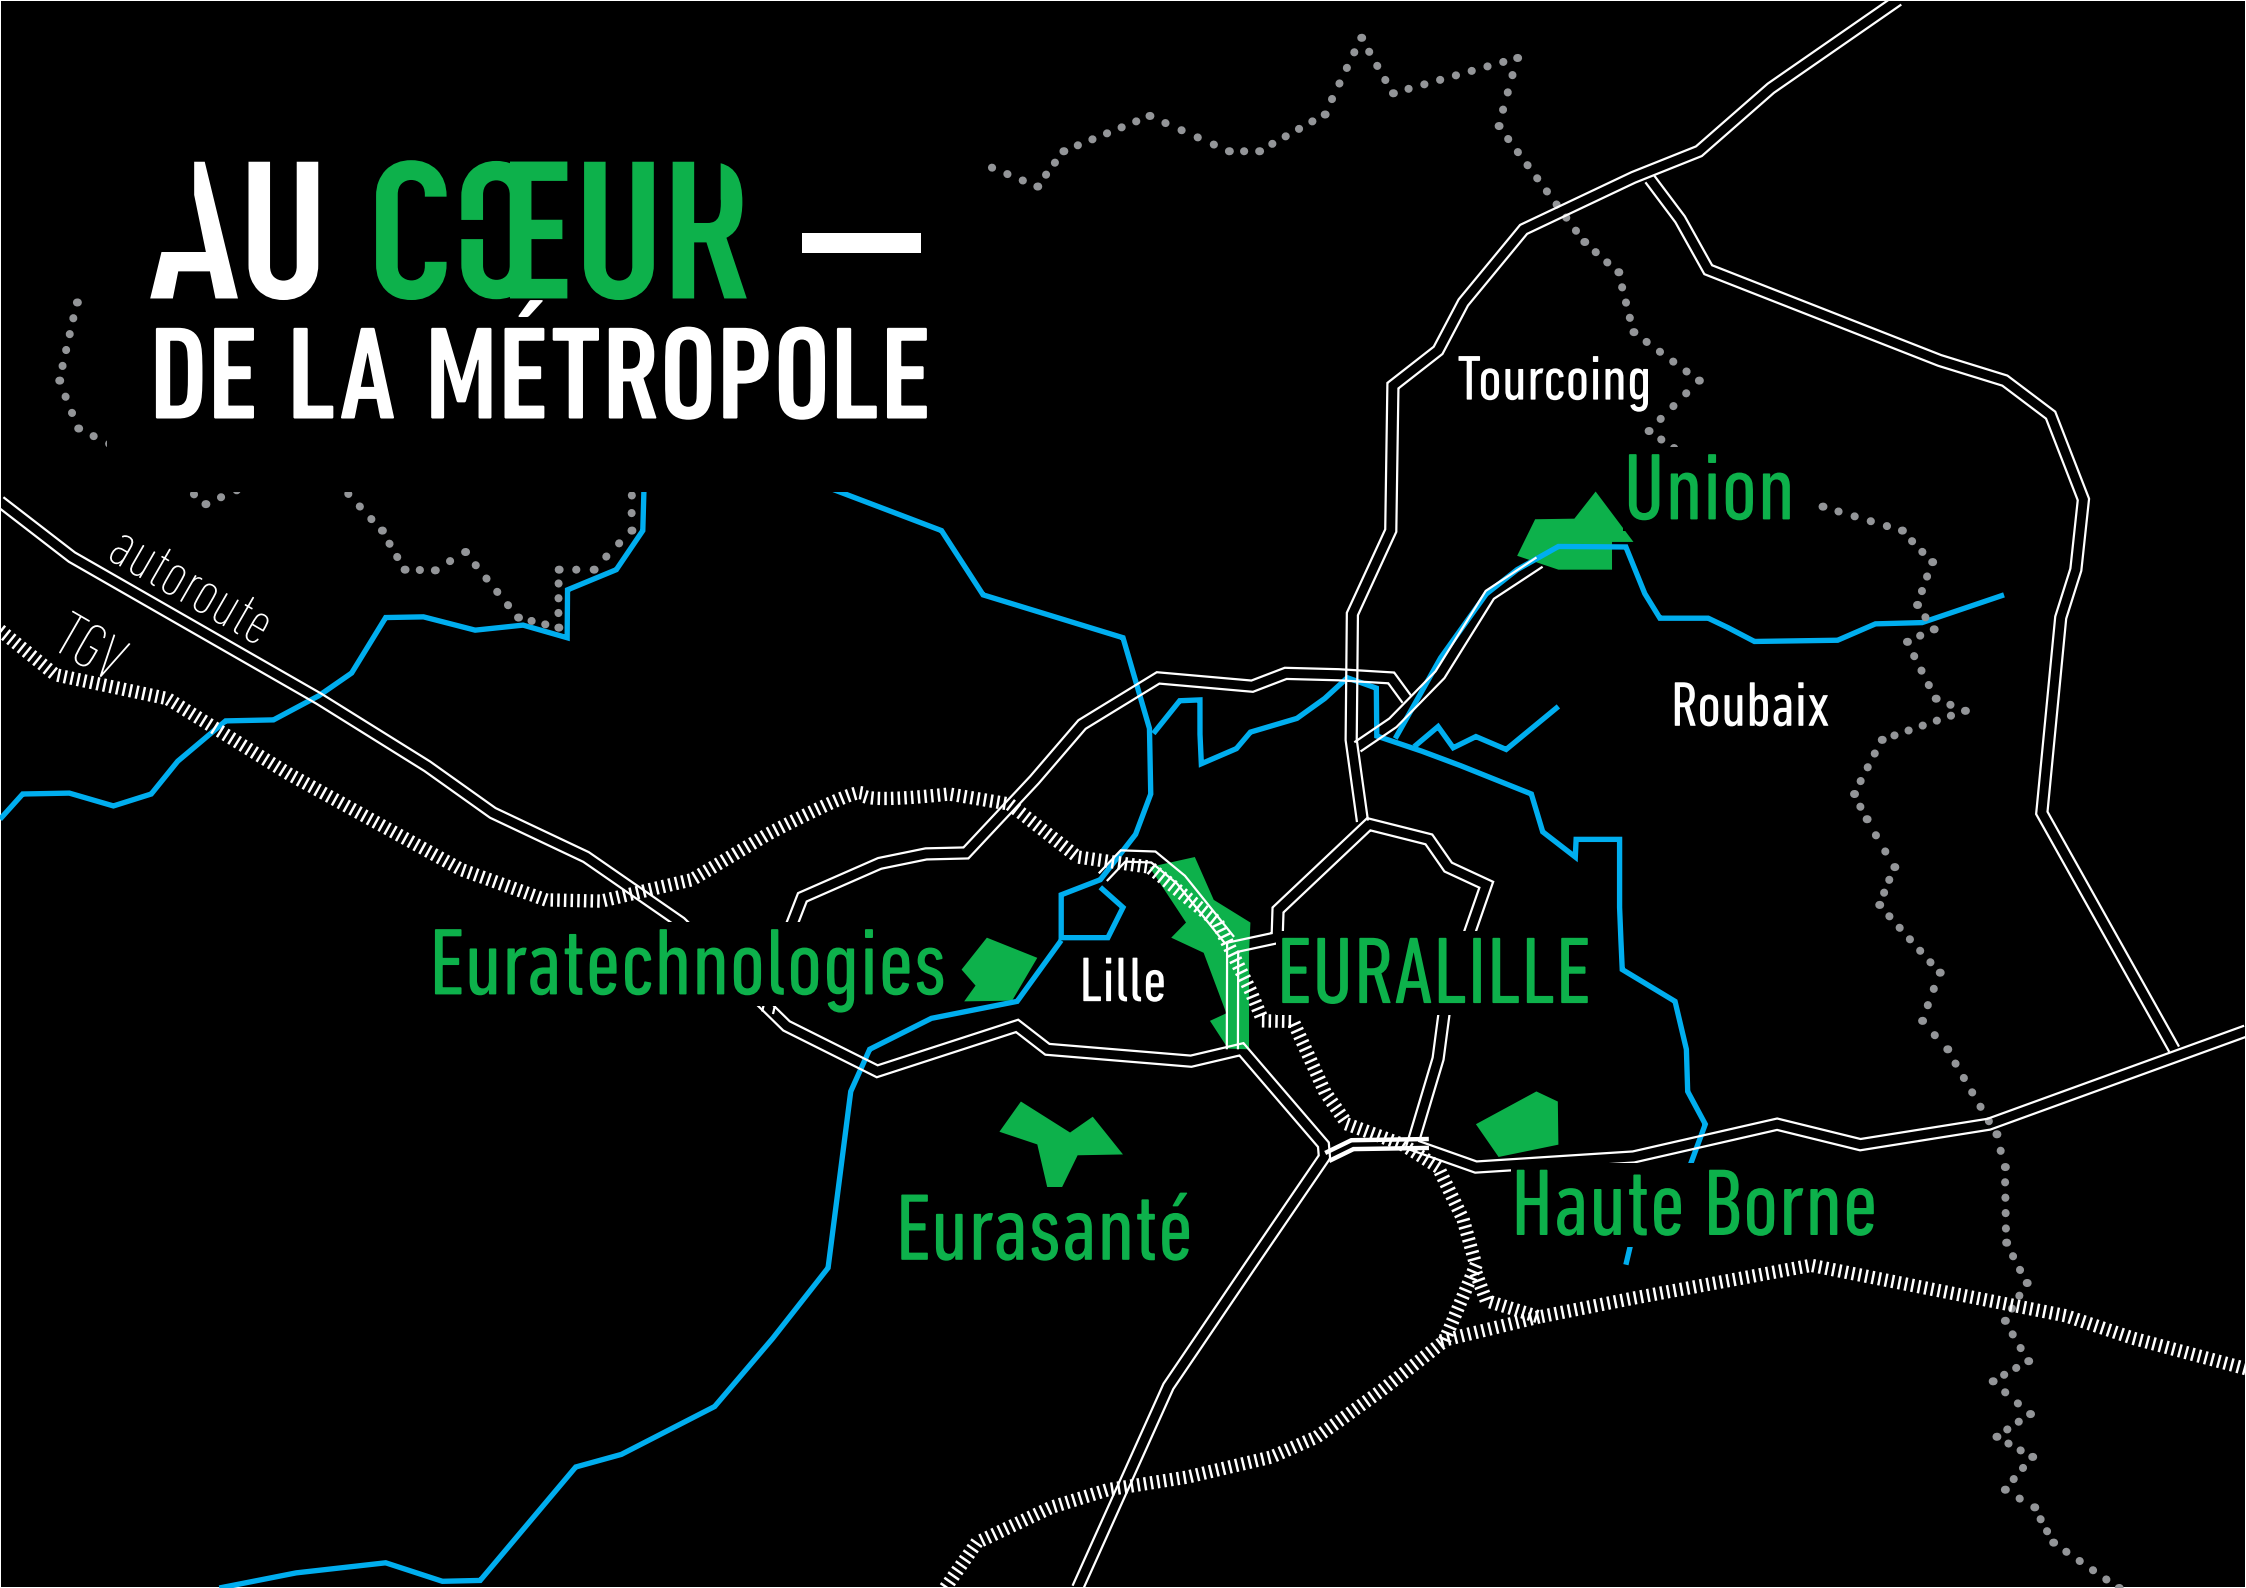 AU CŒUR —
DE LA MÉTROPOLE
Tourcoing
Union
autoroute
TGV
Roubaix
Euratechnologies
Lille
EURALILLE
Eurasanté
Haute Borne